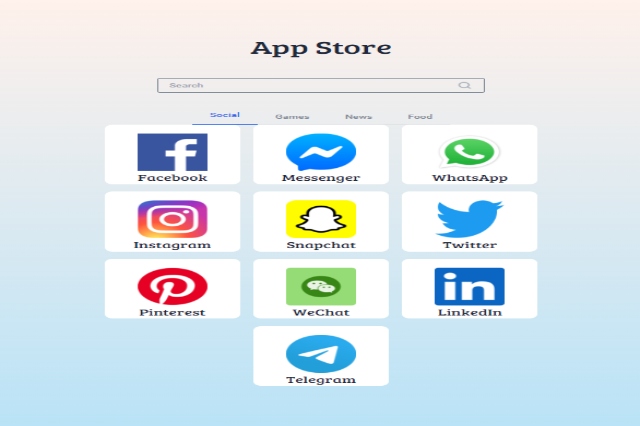 App Store
Search
Social Games News Food
Facebook Messenger WhatsApp
Instagram Snapchat Twitter
Pinterest WeChat LinkedIn
Telegram